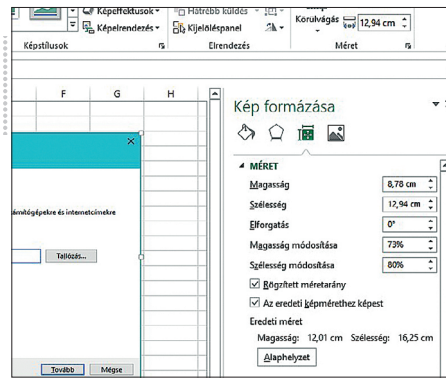 Képeffektusok
Hátrébb küldés
Képelrendezés
Kijelöléspanel
Körülvágás
12,94 cm
Képstílusok
Elrendezés
Méret
F G H
Kép formázása
MÉRET
Magasság 8,78 cm
Szélesség 12,94 cm
Elforgatás 0°
Magasság módosítása 73%
Szélesség módosítása 80%
Rögzített méretarány
Az eredeti képmérethez képest
Eredeti méret
Magasság: 12,01 cm Szélesség: 16,25 cm
Alaphelyzet
ámítógépekre és internetcímekre
Tallózás...
Tovább Mégse